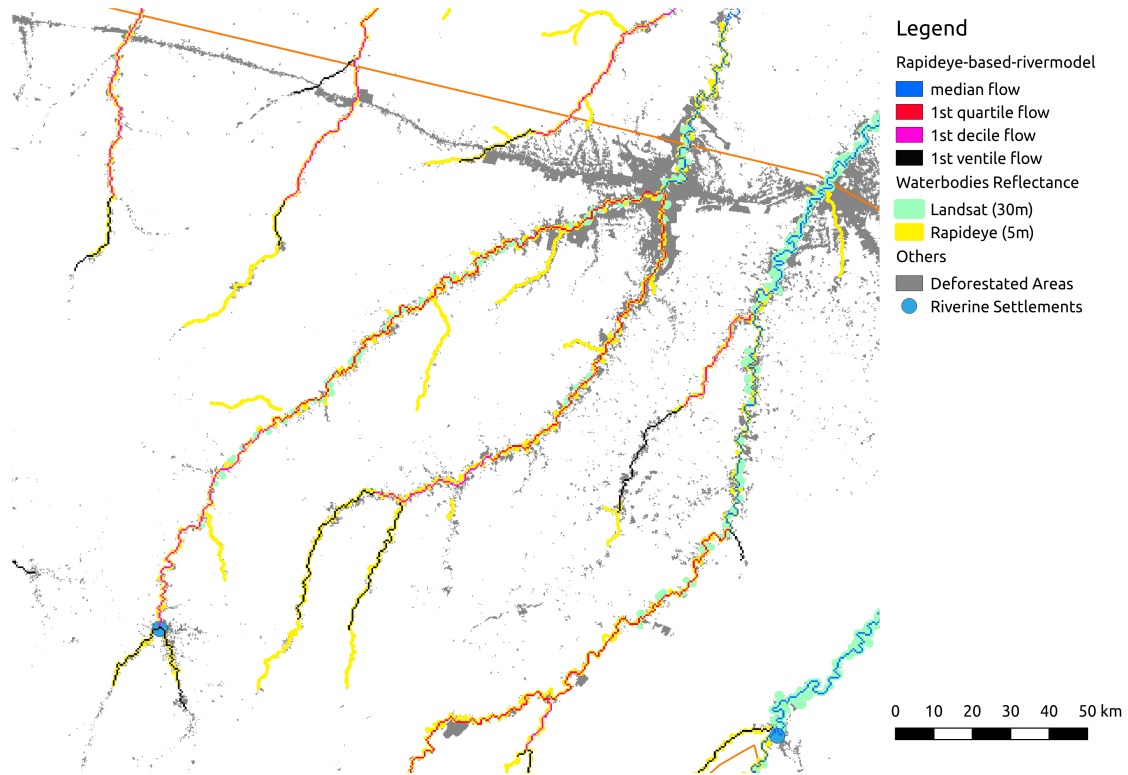 Legend
Rapideye-based-rivermodel
median flow
1st quartile flow
1st decile flow
1st ventile flow
Waterbodies Reflectance
Landsat (30m)
Rapideye (5m)
Others
Deforestated Areas
Riverine Settlements
0 10 20 30 40 50 km